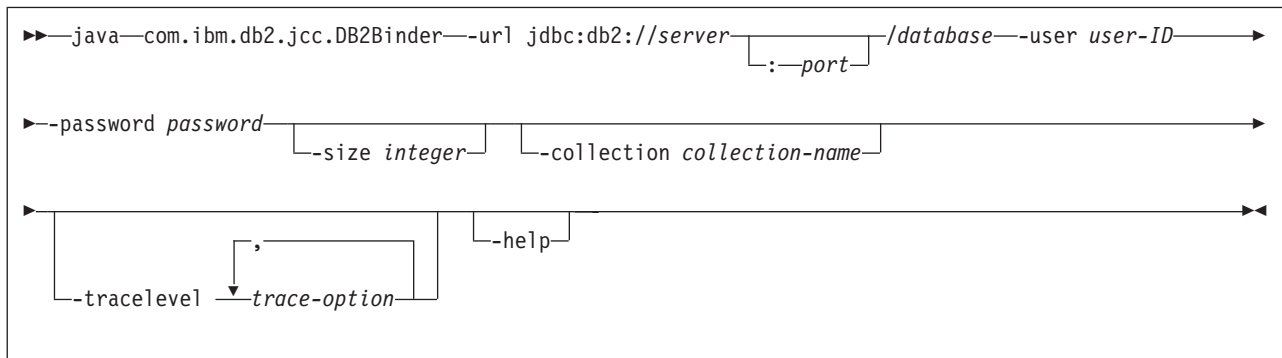 java com.ibm.db2.jcc.DB2Binder -url jdbc:db2://server /database -user user-ID
: port
-password password
-size integer -collection collection-name
,
-help
-tracelevel trace-option